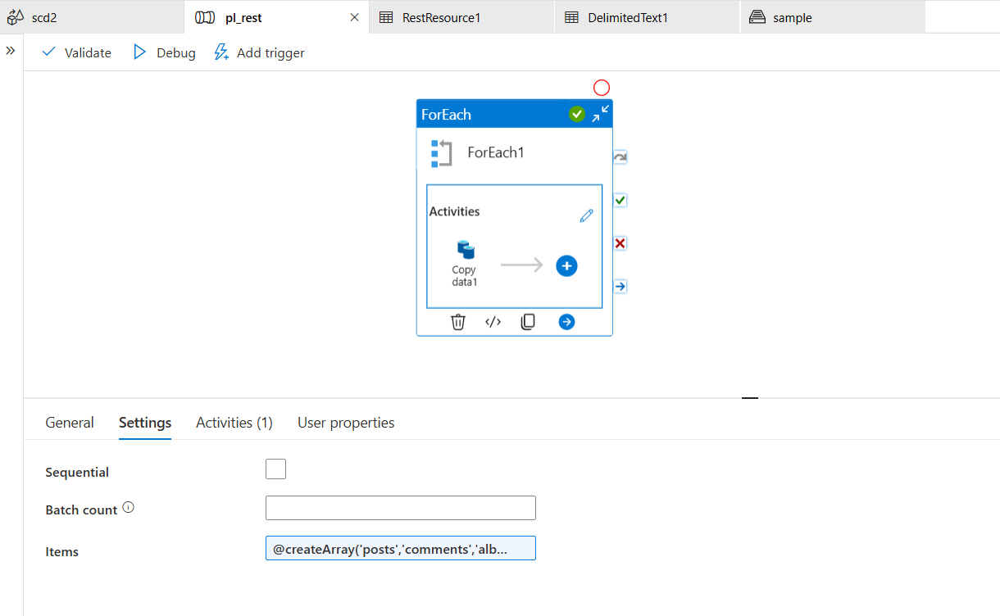 scd2
pl_rest
RestResource1
DelimitedText1
sample
Validate
Debug
Add trigger
ForEach
ForEach1
Activities
Copy
data1
General
Settings
Activities (1)
User properties
Sequential
Batch count
Items
@createArray('posts','comments','alb...